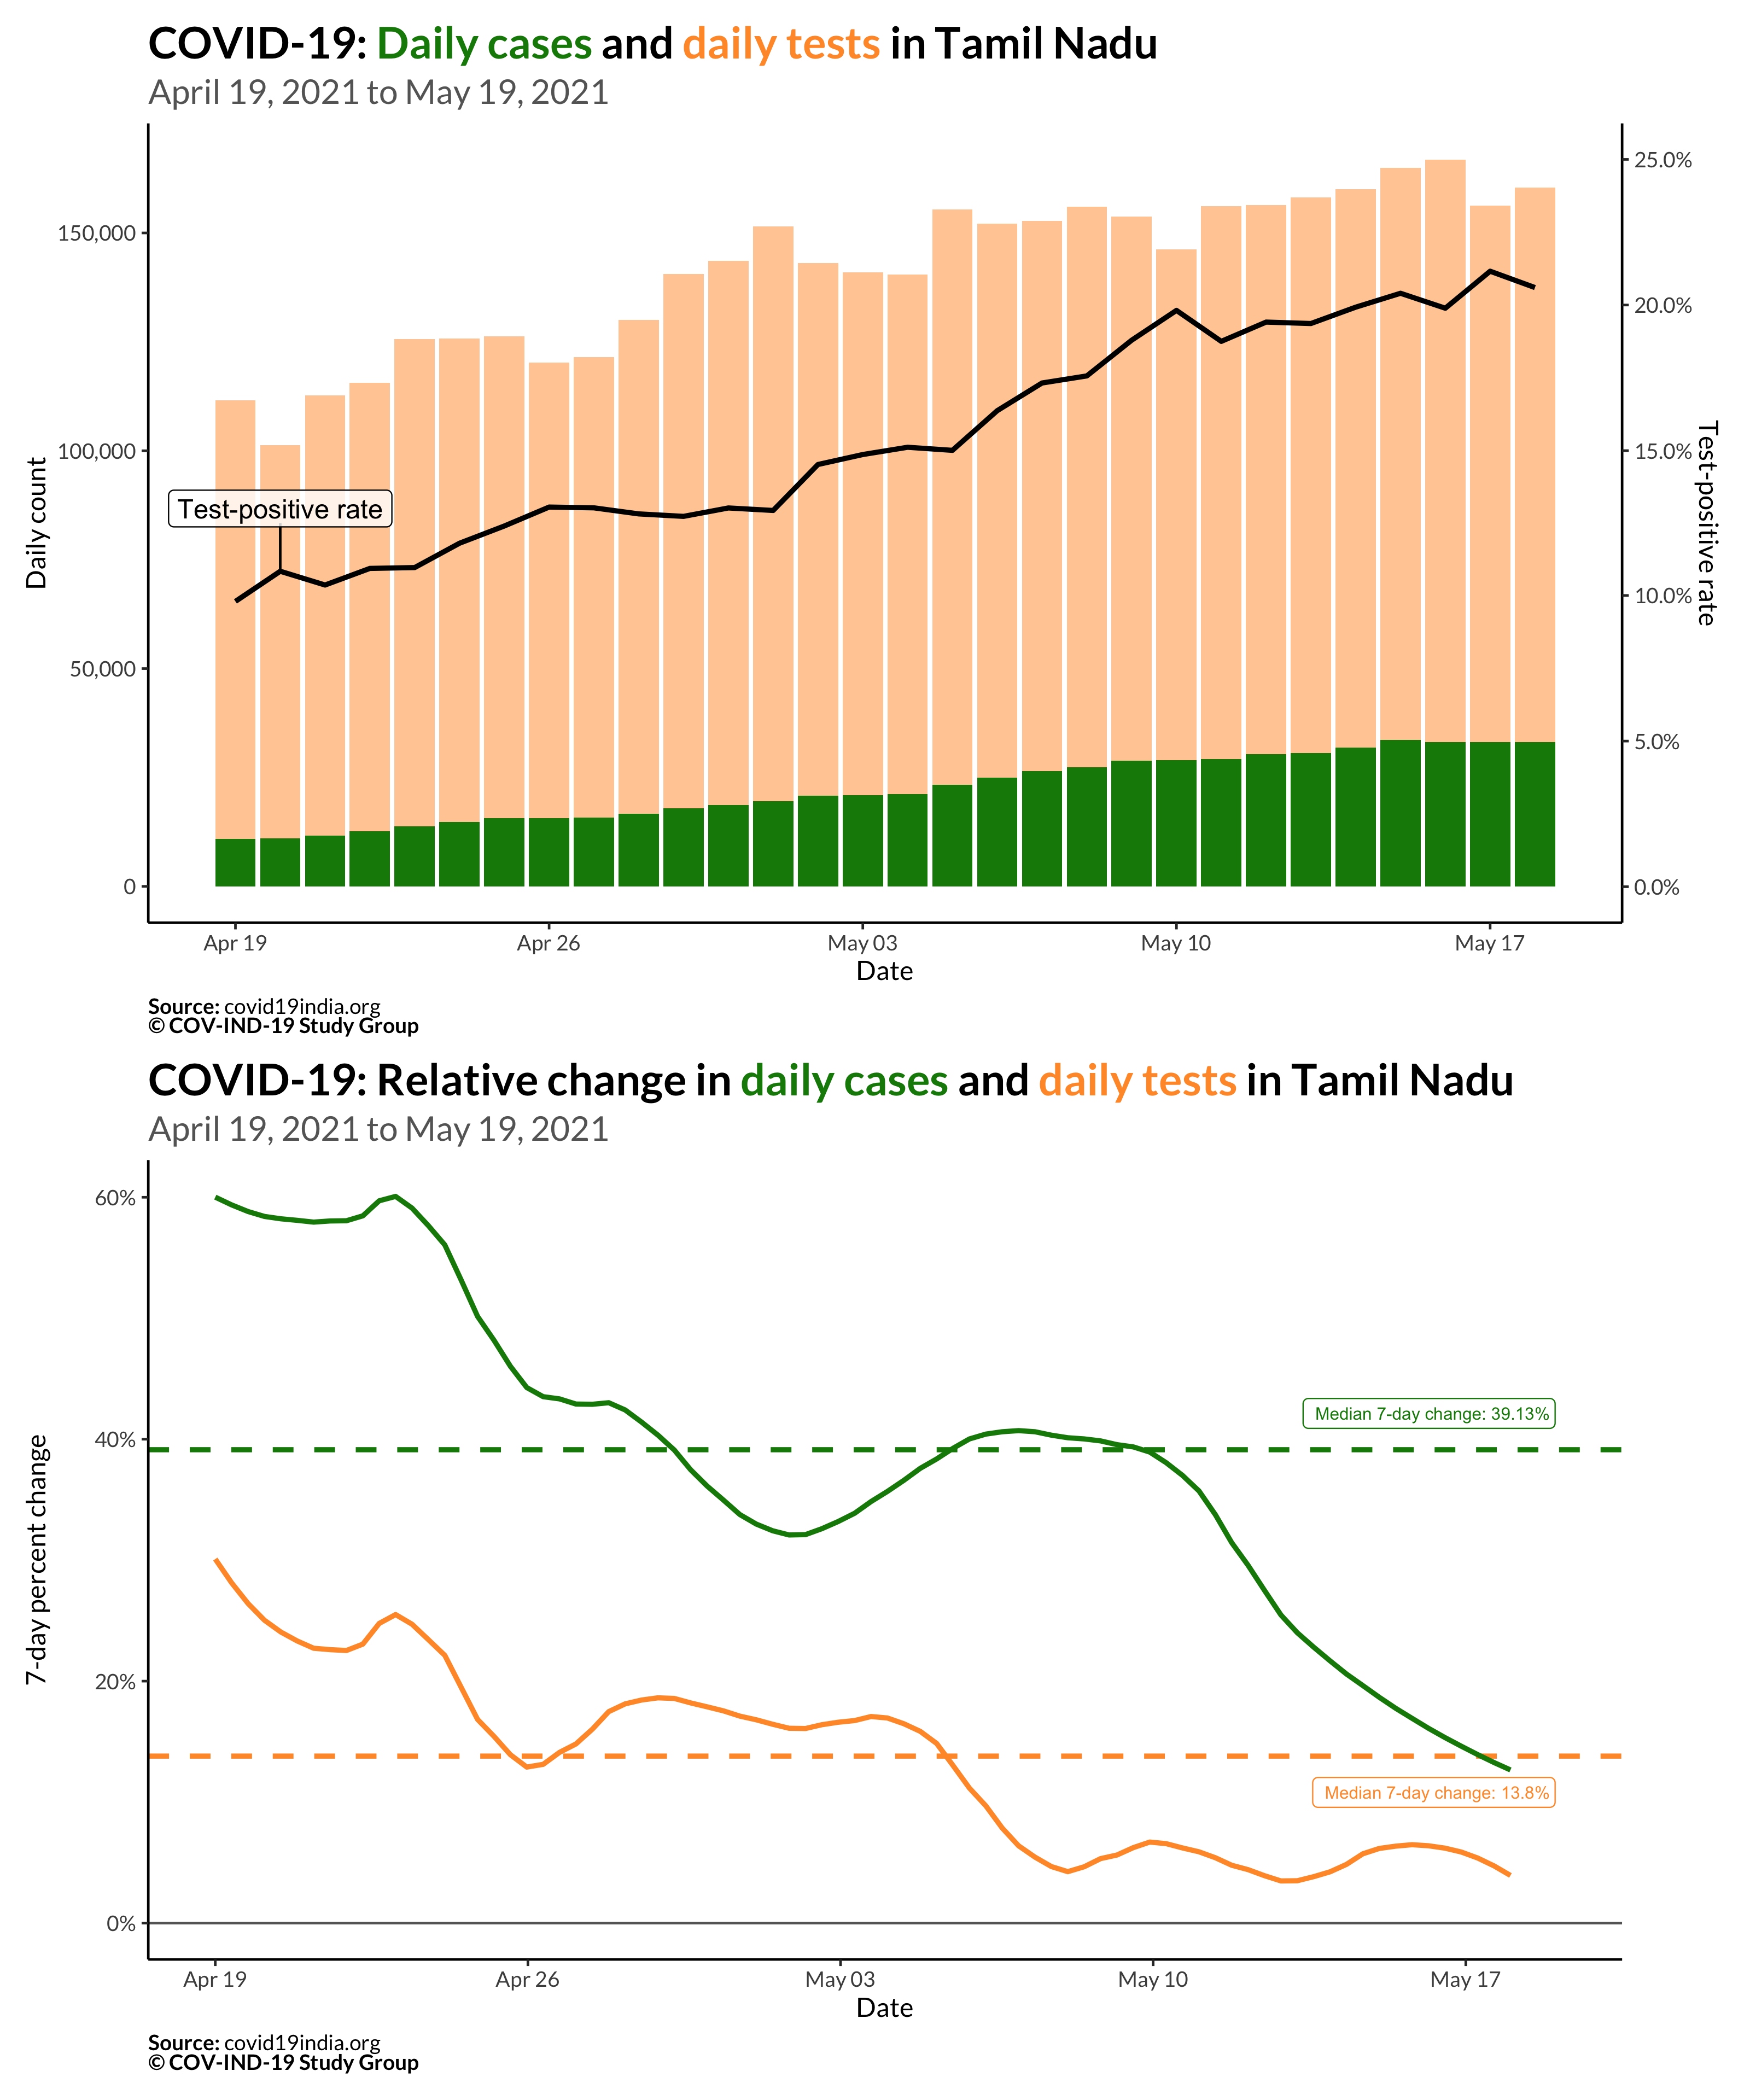 COVID-19: Daily cases and daily tests in Tamil Nadu
April 19, 2021 to May 19, 2021
Daily count
150,000
100,000
50,000
0
Test-positive rate
25.0%
20.0%
15.0%
10.0%
5.0%
0.0%
Test-positive rate
Apr 19
Apr 26
May 03
May 10
May 17
Date
Source: covid19india.org
© COV-IND-19 Study Group
COVID-19: Relative change in daily cases and daily tests in Tamil Nadu
April 19, 2021 to May 19, 2021
7-day percent change
60%
40%
20%
0%
Median 7-day change: 39.13%
Median 7-day change: 13.8%
Apr 19
Apr 26
May 03
May 10
May 17
Date
Source: covid19india.org
© COV-IND-19 Study Group